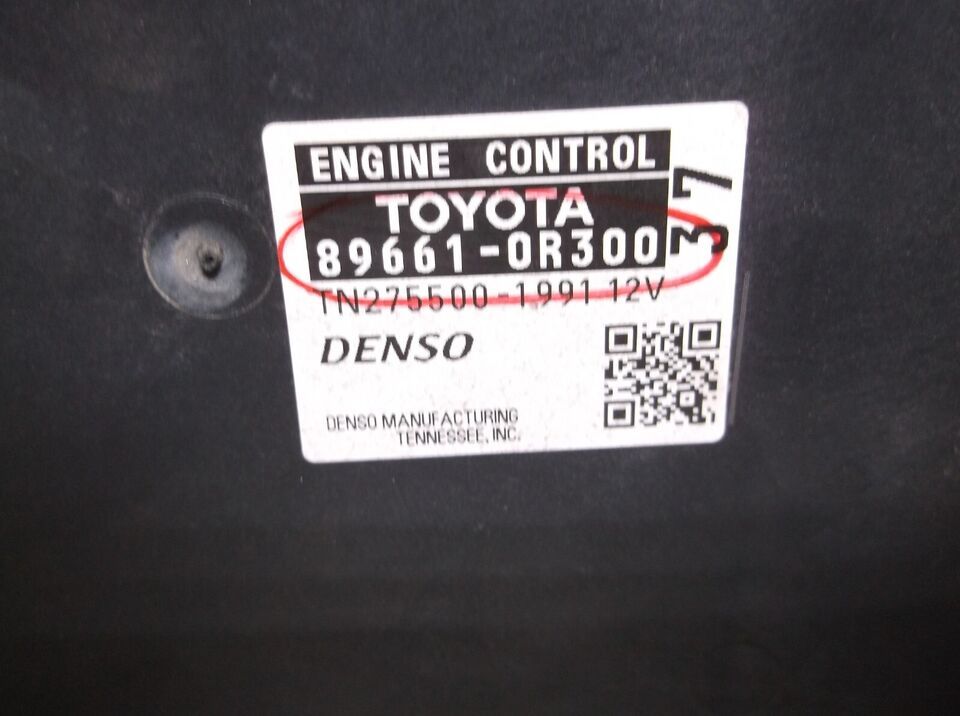 ENGINE CONTROL
TOYOTA
89661-0R300
37
TN275500-1991 12V
DENSO
DENSO MANUFACTURING
TENNESSEE, INC.